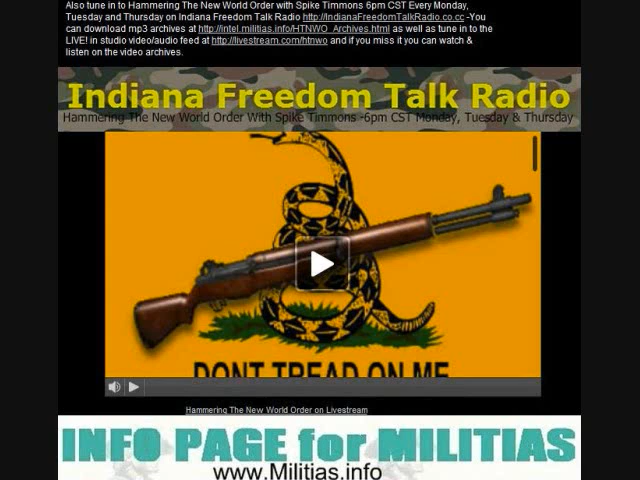 Also tune in to Hammering The New World Order with Spike Timmons 6pm CST Every Monday,
Tuesday and Thursday on Indiana Freedom Talk Radio http://IndianaFreedomTalkRadio.co.cc -You
can download mp3 archives at http://intel.militias.info/HTNWO_Archives.html as well as tune in to
the LIVE! in studio video/audio feed at http://livestream.com/htnwo and if you miss it you can watch &
listen on the video archives.
Indiana Freedom Talk Radio
Hammering The New World Order With Spike Timmons -6pm CST Monday, Tuesday & Thursday
DONT TREAD ON ME
Hammering The New World Order on Livestream
INFO PAGE for MILITIAS
www.Militias.info